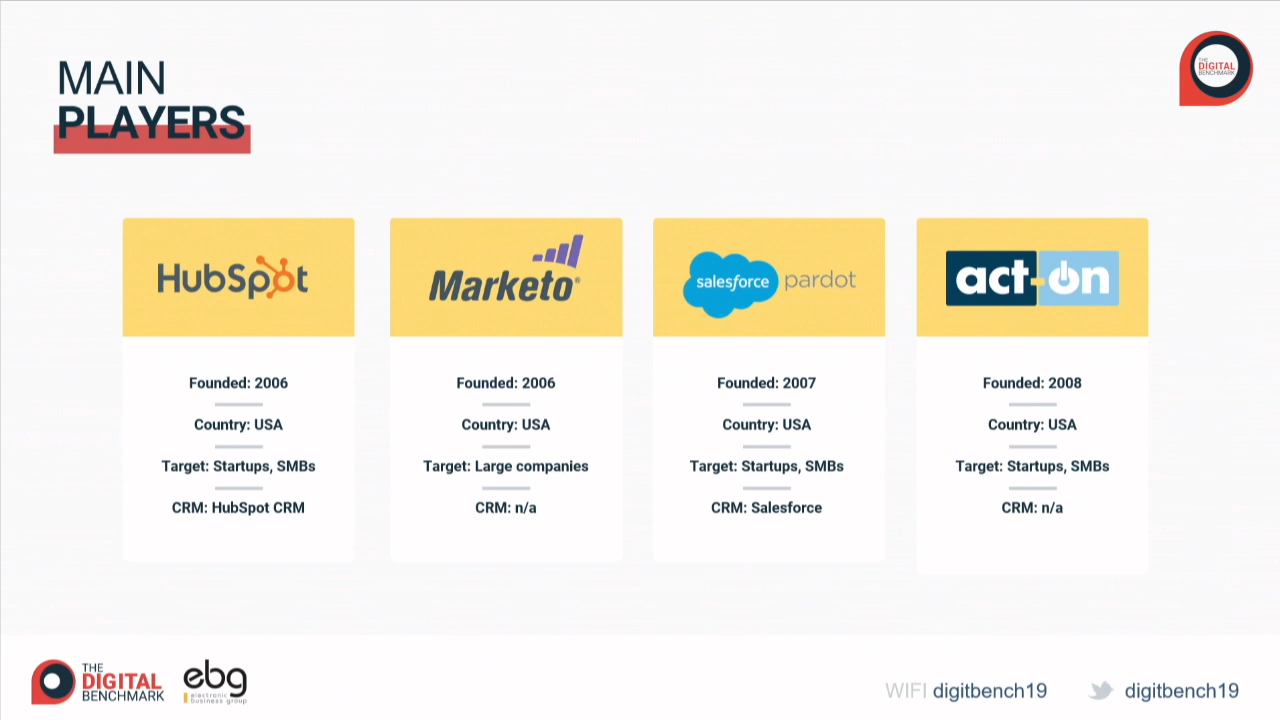 MAIN
PLAYERS
THE
DIGITAL
BENCHMARK
HubSpot
Founded: 2006
Country: USA
Target: Startups, SMBs
CRM: HubSpot CRM
Marketo®
Founded: 2006
Country: USA
Target: Large companies
CRM: n/a
salesforce pardot
Founded: 2007
Country: USA
Target: Startups, SMBs
CRM: Salesforce
act-on
Founded: 2008
Country: USA
Target: Startups, SMBs
CRM: n/a
THE
DIGITAL
BENCHMARK
ebg
electronic
business group
WIFI digitbench19
digitbench19